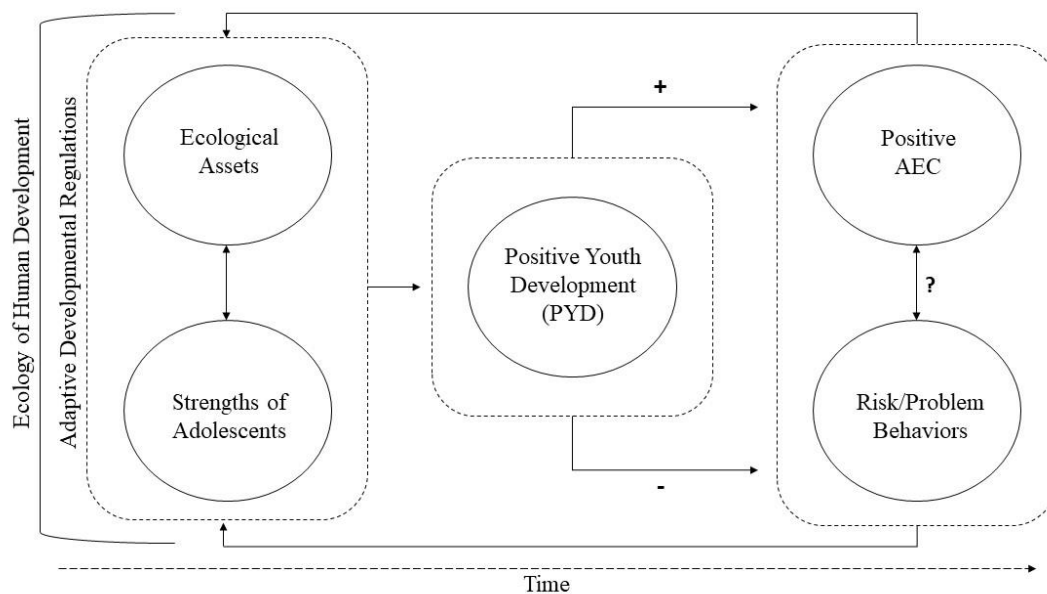 Ecology of Human Development
Adaptive Developmental Regulations
Ecological
Assets
Strengths of
Adolescents
Positive Youth
Development
(PYD)
+
-
Positive
AEC
?
Risk/Problem
Behaviors
Time